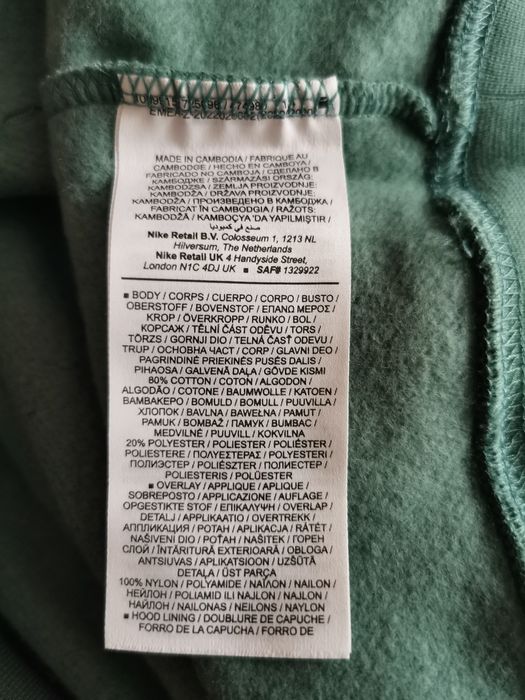 MADE IN CAMBODIA / FABRIQUE AU
CAMBODGE / HECHO EN CAMBOYA /
FABRICADO NO CAMBOJA / СДЕЛАНО В
КАМБОДЖЕ / SZÁRMAZÁSI ORSZÁG:
KAMBODZSA / ZEMLJA PROIZVODNJE:
KAMBODŽA / DRŽAVA PROIZVODNJE:
KAMBODŽA / ПРОИЗВЕДЕНО В КАМБОДЖА /
FABRICAT ÎN CAMBODGIA / RAŽOTS:
KAMBODŽĀ / KAMBOÇYA'DA YAPILMIŞTIR /
صنع في كمبوديا
Nike Retail B.V. Colosseum 1, 1213 NL
Hilversum, The Netherlands
Nike Retail UK 4 Handyside Street,
London N1C 4DJ UK ■ SAF# 1329922
■ BODY / CORPS / CUERPO / CORPO / BUSTO /
OBERSTOFF / BOVENSTOF / ΕΠΑΝΩ ΜΕΡΟΣ /
KROP / ÖVERKROPP / RUNKO / BOL /
КОРСАЖ / TĚLNÍ ČÁST ODĚVU / TORS /
TÖRZS / GORNJI DIO / TELNÁ ČASŤ ODEVU /
TRUP / ОСНОВНА ЧАСТ / CORP / GLAVNI DEO /
PAGRINDINĖ PRIEKINĖS PUSĖS DALIS /
PIHAOSA / GALVENĀ DAĻA / GÖVDE KISMI
80% COTTON / COTON / ALGODON /
ALGODÃO / COTONE / BAUMWOLLE / KATOEN /
ΒΑΜΒΑΚΕΡΟ / BOMULD / BOMULL / PUUVILLA /
ХЛОПОК / BAVLNA / BAWEŁNA / PAMUT /
PAMUK / BOMBAŽ / ПАМУК / BUMBAC /
MEDVILNĖ / PUUVILL / KOKVILNA
20% POLYESTER / POLIESTER / POLIÉSTER /
POLIESTERE / ΠΟΛΥΕΣΤΕΡΑΣ / POLYESTERI /
ПОЛИЭСТЕР / POLIÉSZTER / ПОЛИЕСТЕР /
POLIESTERIS / POLÜESTER
■ OVERLAY / APPLIQUE / APLIQUE /
SOBREPOSTO / APPLICAZIONE / AUFLAGE /
OPGESTIKTE STOF / ΕΠΙΚΑΛΥΨΗ / OVERLAP /
DETALJ / APPLIKAATIO / OVERTREKK /
АППЛИКАЦИЯ / POTAH / APLIKACJA / RÁTÉT /
NAŠIVENI DIO / POŤAH / NAŠITEK / ГОРЕН
СЛОЙ / ÎNTĂRITURĂ EXTERIOARĂ / OBLOGA /
ANTSIUVAS / APLIKATSIOON / UZŠŪTĀ
DETAĻA / ÜST PARÇA
100% NYLON / POLYAMIDE / NAÏLON / NAILON /
НЕЙЛОН / POLIAMID ILI NAJLON / NAJLON /
НАЙЛОН / NAILONAS / NEILONS / NAYLON
■ HOOD LINING / DOUBLURE DE CAPUCHE /
FORRO DE LA CAPUCHA / FORRO DE